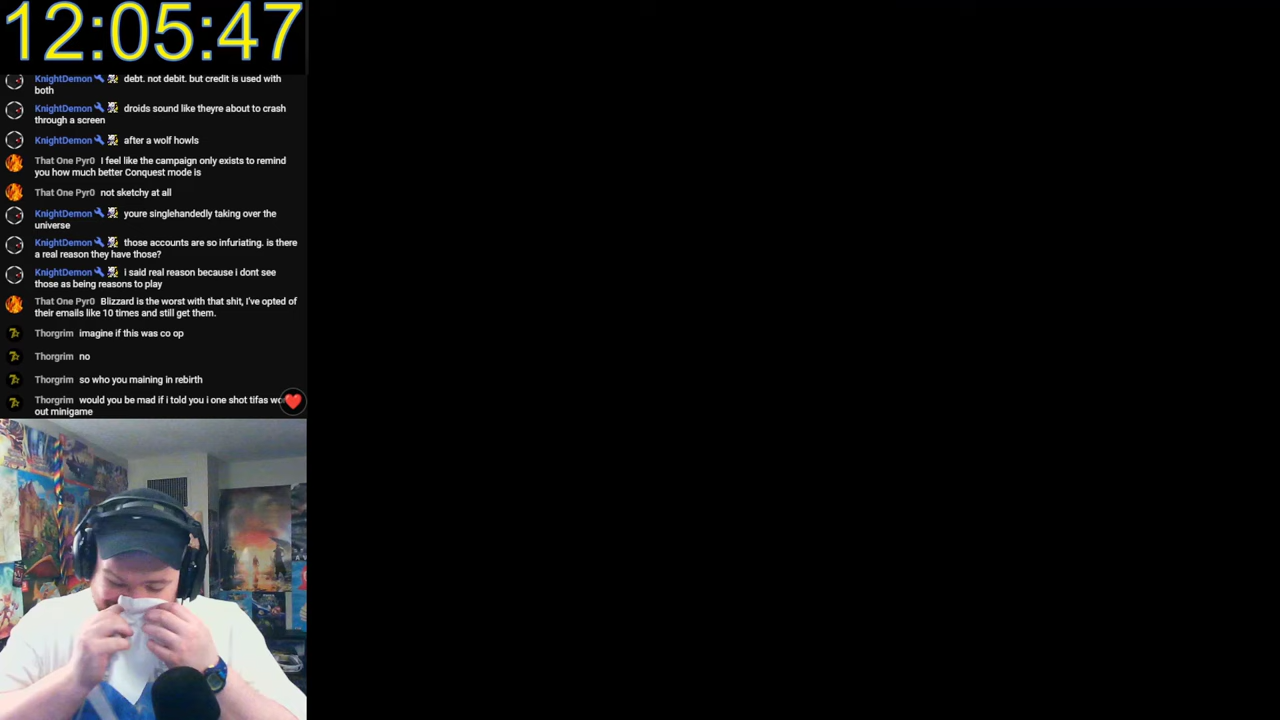 12:05:47
KnightDemon debt. not debit. but credit is used with
both
KnightDemon droids sound like theyre about to crash
through a screen
KnightDemon after a wolf howls
That One Pyr0 I feel like the campaign only exists to remind
you how much better Conquest mode is
That One Pyr0 not sketchy at all
KnightDemon youre singlehandedly taking over the
universe
KnightDemon those accounts are so infuriating. is there
a real reason they have those?
KnightDemon i said real reason because i dont see
those as being reasons to play
That One Pyr0 Blizzard is the worst with that shit, I've opted of
their emails like 10 times and still get them.
Thorgrim imagine if this was co op
Thorgrim no
Thorgrim so who you maining in rebirth
Thorgrim would you be mad if i told you i one shot tifas
out minigame